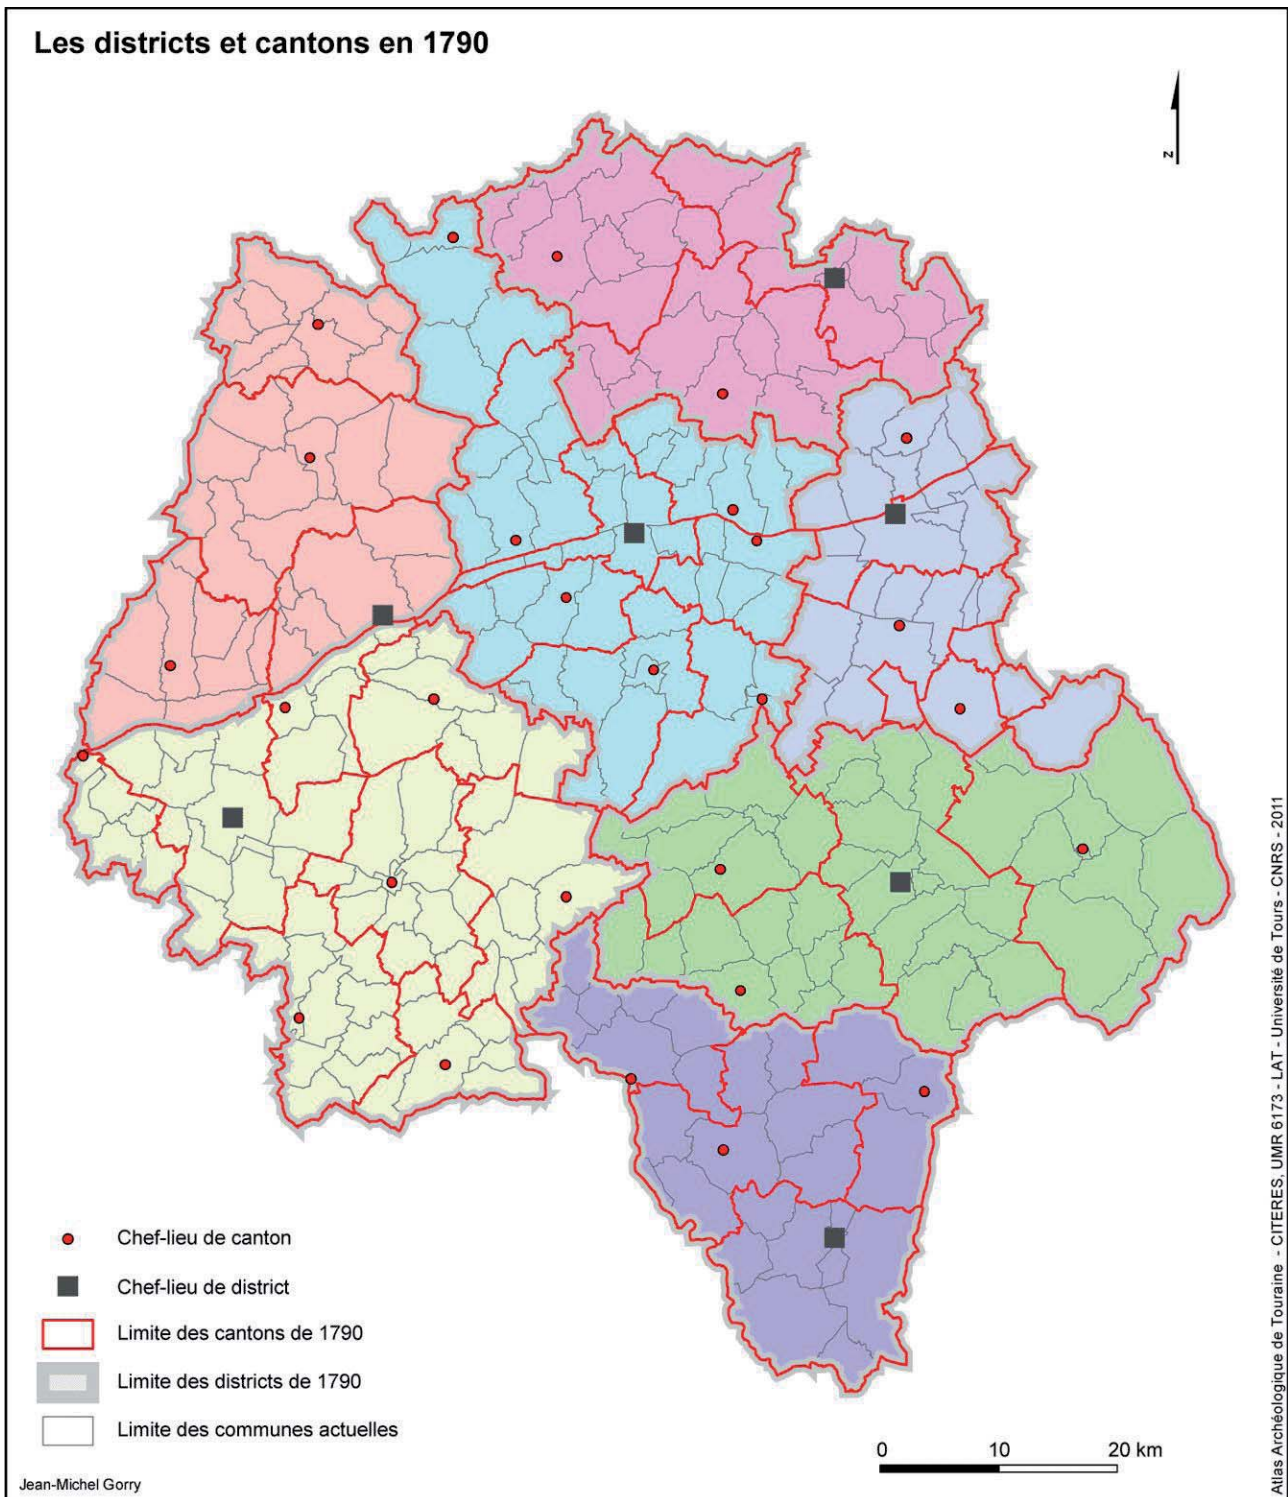 Les districts et cantons en 1790
N
Chef-lieu de canton
Chef-lieu de district
Limite des cantons de 1790
Limite des districts de 1790
Limite des communes actuelles
0 10 20 km
Jean-Michel Gorry
Atlas Archéologique de Touraine - CITERES, UMR 6173 - LAT - Université de Tours - CNRS - 2011